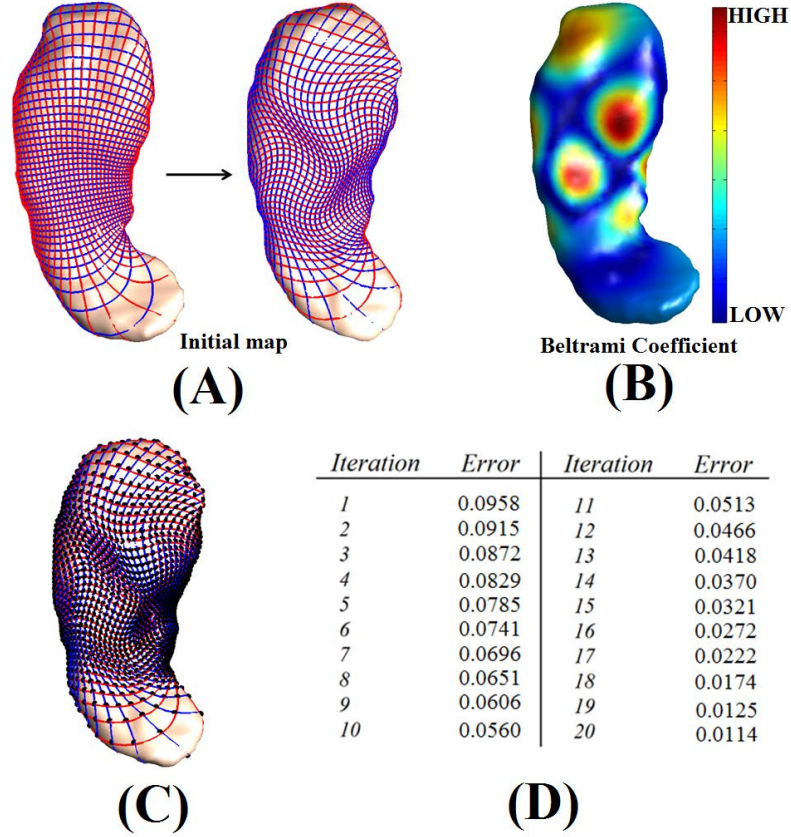 HIGH
LOW
Initial map
Beltrami Coefficient
(A)
(B)
Iteration Error Iteration Error
1 0.0958 11 0.0513
2 0.0915 12 0.0466
3 0.0872 13 0.0418
4 0.0829 14 0.0370
5 0.0785 15 0.0321
6 0.0741 16 0.0272
7 0.0696 17 0.0222
8 0.0651 18 0.0174
9 0.0606 19 0.0125
10 0.0560 20 0.0114
(C)
(D)